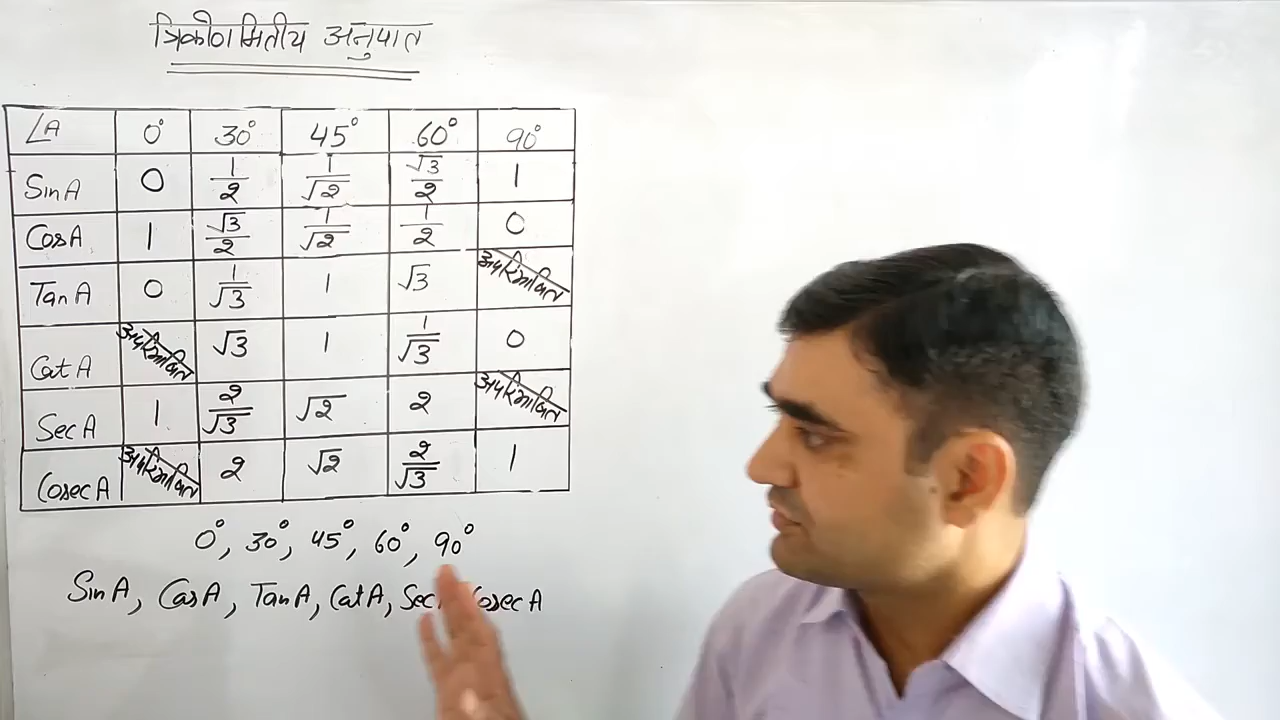 त्रिकोणमितीय अनुपात
∠A 0° 30° 45° 60° 90°
SinA 0 1/2 1/√2 √3/2 1
CosA 1 √3/2 1/√2 1/2 0
TanA 0 1/√3 1 √3 अपरिभाषित
CotA अपरिभाषित √3 1 1/√3 0
SecA 1 2/√3 √2 2 अपरिभाषित
CosecA अपरिभाषित 2 √2 2/√3 1
0°, 30°, 45°, 60°, 90°
SinA, CosA, TanA, CotA, Sec CosecA